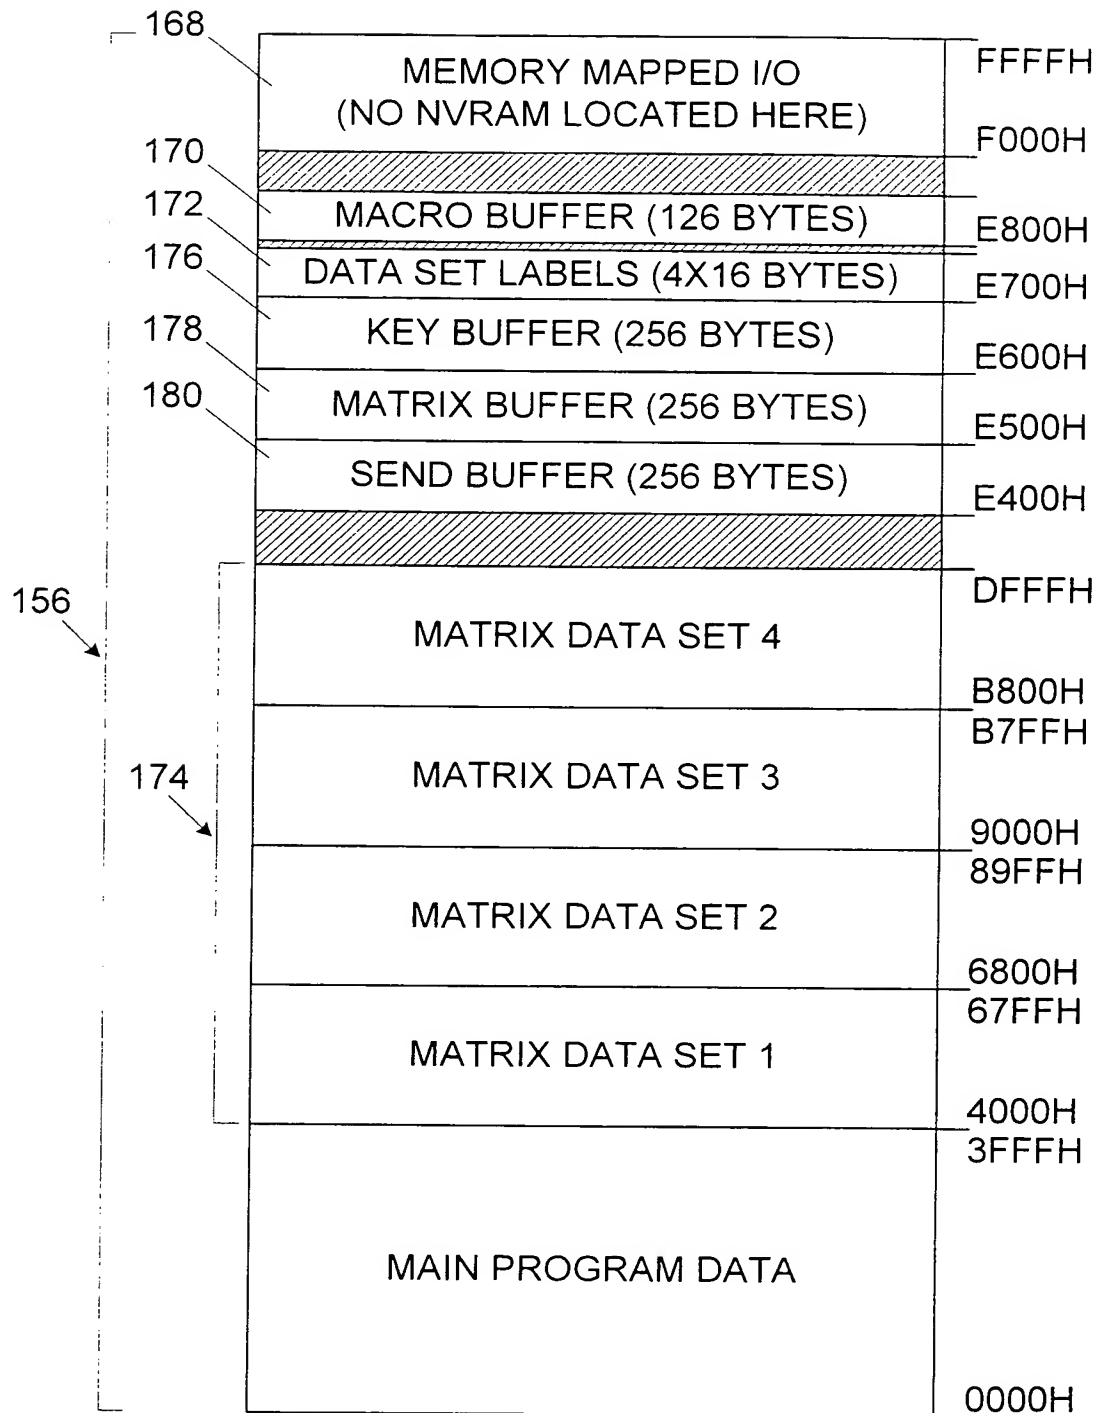 168
MEMORY MAPPED I/O
(NO NVRAM LOCATED HERE)
FFFFH
F000H
170
MACRO BUFFER (126 BYTES)
E800H
172
DATA SET LABELS (4X16 BYTES)
E700H
176
KEY BUFFER (256 BYTES)
E600H
178
MATRIX BUFFER (256 BYTES)
E500H
180
SEND BUFFER (256 BYTES)
E400H
156
174
DFFFH
MATRIX DATA SET 4
B800H
B7FFH
MATRIX DATA SET 3
9000H
89FFH
MATRIX DATA SET 2
6800H
67FFH
MATRIX DATA SET 1
4000H
3FFFH
MAIN PROGRAM DATA
0000H